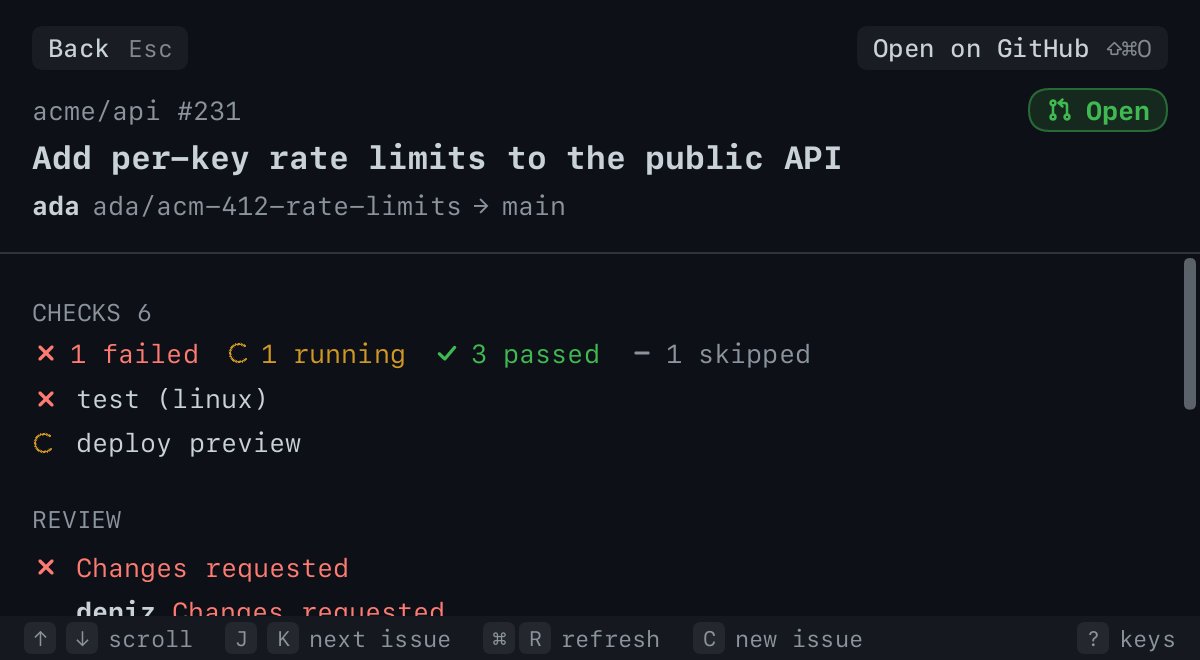 Back Esc
Open on GitHub ⇧⌘O
acme/api #231
Open
Add per-key rate limits to the public API
ada ada/acm-412-rate-limits → main
CHECKS 6
1 failed 1 running 3 passed 1 skipped
test (linux)
deploy preview
REVIEW
Changes requested
deniz Changes requested
↑ ↓ scroll J K next issue ⌘ R refresh C new issue ? keys